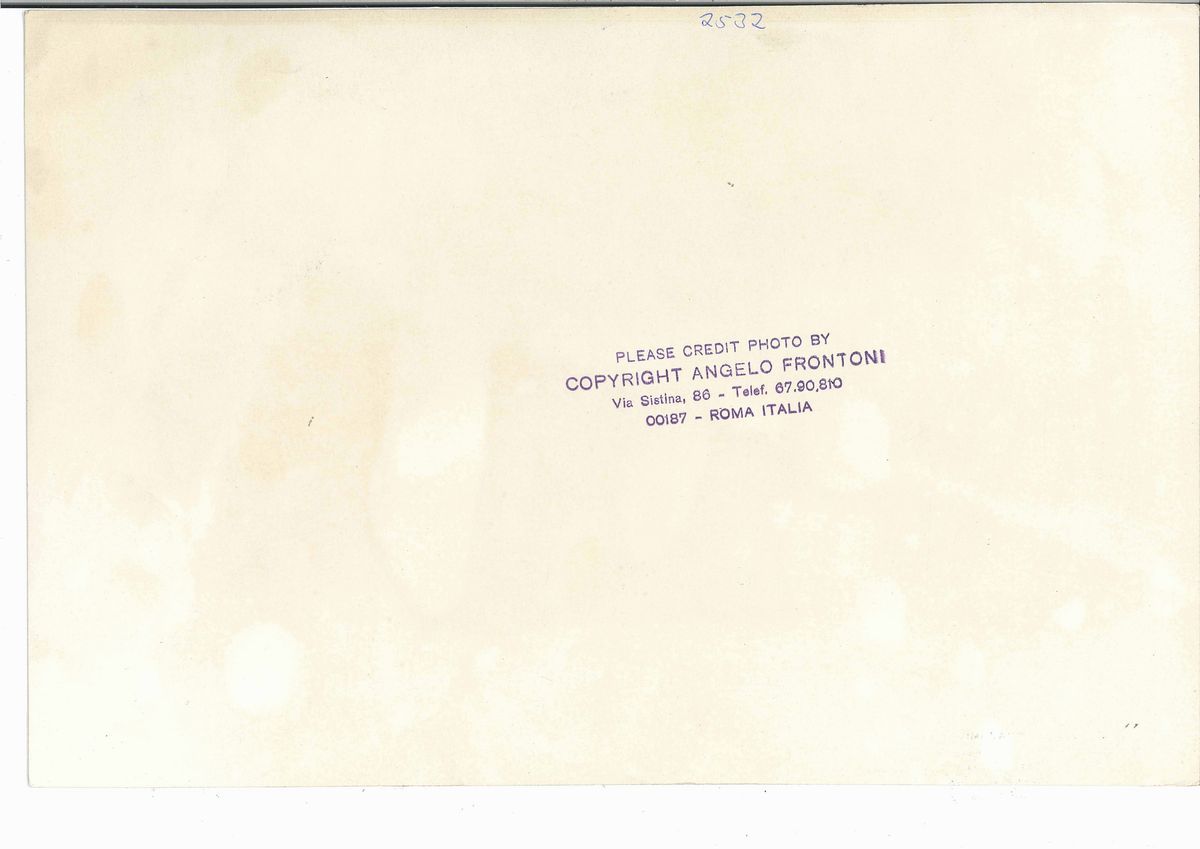 2532
PLEASE CREDIT PHOTO BY
COPYRIGHT ANGELO FRONTONI
Via Sistina, 86 - Telef. 67.90,810
00187 - ROMA ITALIA